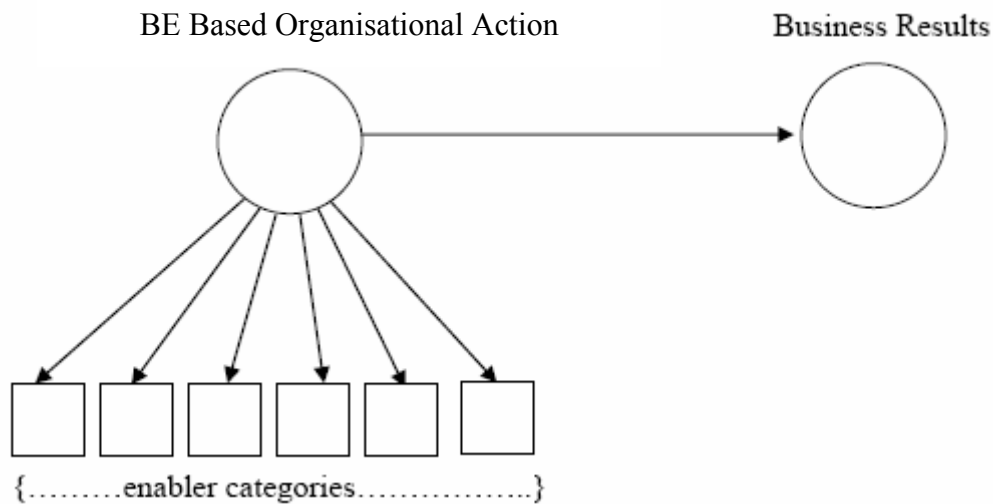 BE Based Organisational Action
Business Results
{.........enabler categories..................}